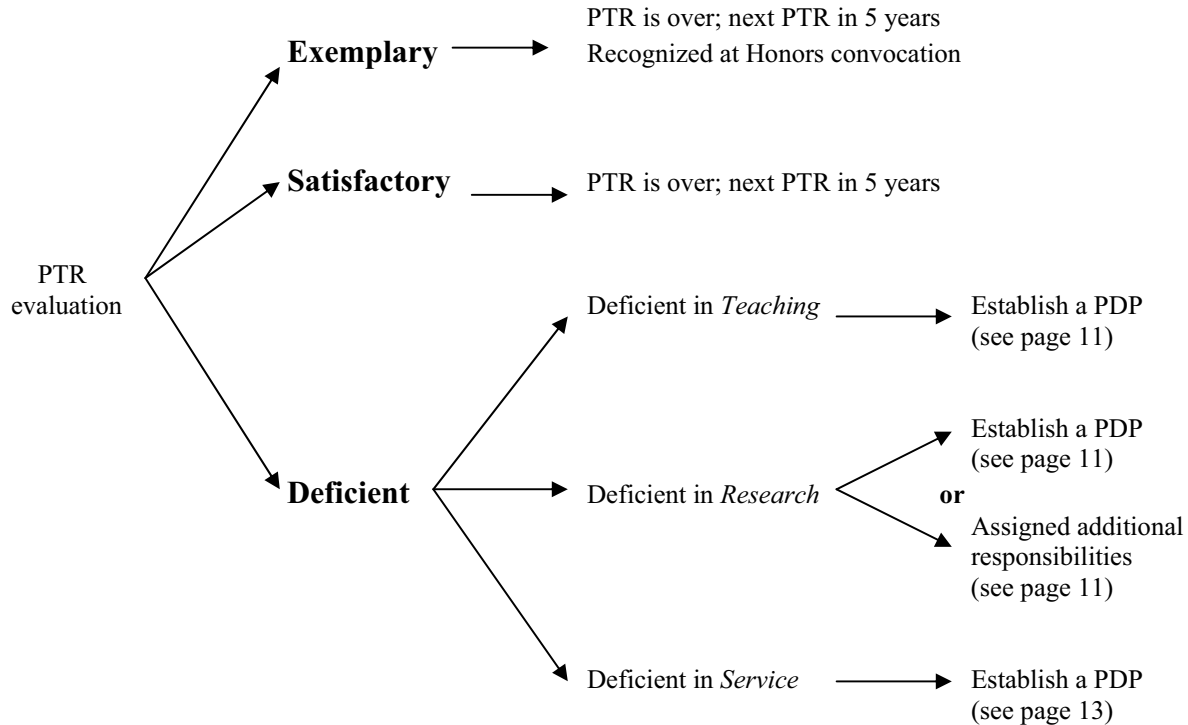 PTR is over; next PTR in 5 years
Exemplary
Recognized at Honors convocation
Satisfactory
PTR is over; next PTR in 5 years
PTR
evaluation
Deficient in Teaching
Establish a PDP
(see page 11)
Deficient
Deficient in Research
Establish a PDP
(see page 11)
or
Assigned additional
responsibilities
(see page 11)
Deficient in Service
Establish a PDP
(see page 13)